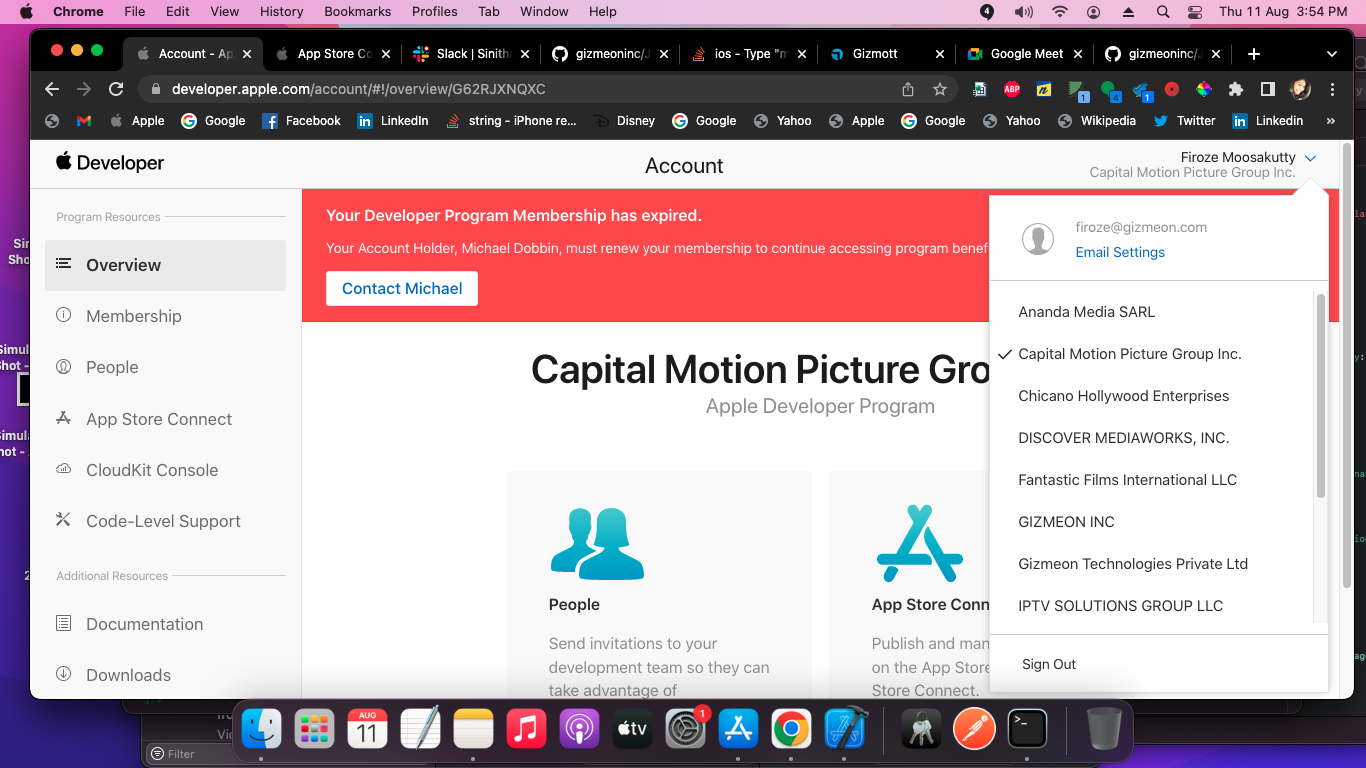 Chrome File Edit View History Bookmarks Profiles Tab Window Help
4
Thu 11 Aug 3:54 PM
Account - Ap
App Store Co
Slack | Sinith
gizmeoninc/
ios - Type "m
Gizmott
Google Meet
gizmeoninc/
developer.apple.com/account/#!/overview/G62RJXNQXC
ABP
1
4
1
Apple Google Facebook LinkedIn string - iPhone re... Disney Google Yahoo Apple Google Yahoo Wikipedia Twitter Linkedin »
Developer
Account
Firoze Moosakutty
Capital Motion Picture Group Inc.
Program Resources
Overview
Membership
People
App Store Connect
CloudKit Console
Code-Level Support
Additional Resources
Documentation
Downloads
Your Developer Program Membership has expired.
Your Account Holder, Michael Dobbin, must renew your membership to continue accessing program benef
Contact Michael
Capital Motion Picture Gro
Apple Developer Program
People
Send invitations to your
development team so they can
take advantage of
App Store Conn
Publish and man
on the App Store
Store Connect.
firoze@gizmeon.com
Email Settings
Ananda Media SARL
Capital Motion Picture Group Inc.
Chicano Hollywood Enterprises
DISCOVER MEDIAWORKS, INC.
Fantastic Films International LLC
GIZMEON INC
Gizmeon Technologies Private Ltd
IPTV SOLUTIONS GROUP LLC
Sign Out
Filter
AUG
11
tv
1